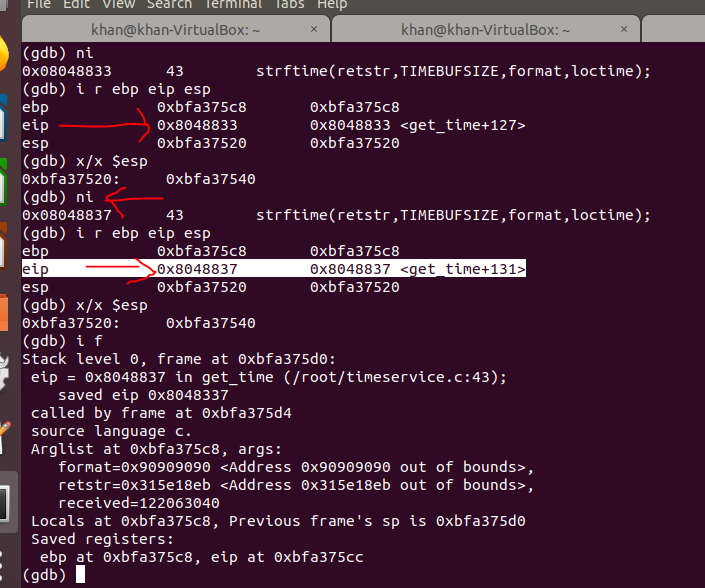 File Edit View Search Terminal Tabs Help
khan@khan-VirtualBox: ~ × khan@khan-VirtualBox: ~ ×
(gdb) ni
0x08048833 43 strftime(retstr,TIMEBUFSIZE,format,loctime);
(gdb) i r ebp eip esp
ebp 0xbfa375c8 0xbfa375c8
eip 0x8048833 0x8048833 <get_time+127>
esp 0xbfa37520 0xbfa37520
(gdb) x/x $esp
0xbfa37520: 0xbfa37540
(gdb) ni
0x08048837 43 strftime(retstr,TIMEBUFSIZE,format,loctime);
(gdb) i r ebp eip esp
ebp 0xbfa375c8 0xbfa375c8
eip 0x8048837 0x8048837 <get_time+131>
esp 0xbfa37520 0xbfa37520
(gdb) x/x $esp
0xbfa37520: 0xbfa37540
(gdb) i f
Stack level 0, frame at 0xbfa375d0:
eip = 0x8048837 in get_time (/root/timeservice.c:43);
saved eip 0x8048337
called by frame at 0xbfa375d4
source language c.
Arglist at 0xbfa375c8, args:
format=0x90909090 <Address 0x90909090 out of bounds>,
retstr=0x315e18eb <Address 0x315e18eb out of bounds>,
received=122063040
Locals at 0xbfa375c8, Previous frame's sp is 0xbfa375d0
Saved registers:
ebp at 0xbfa375c8, eip at 0xbfa375cc
(gdb)